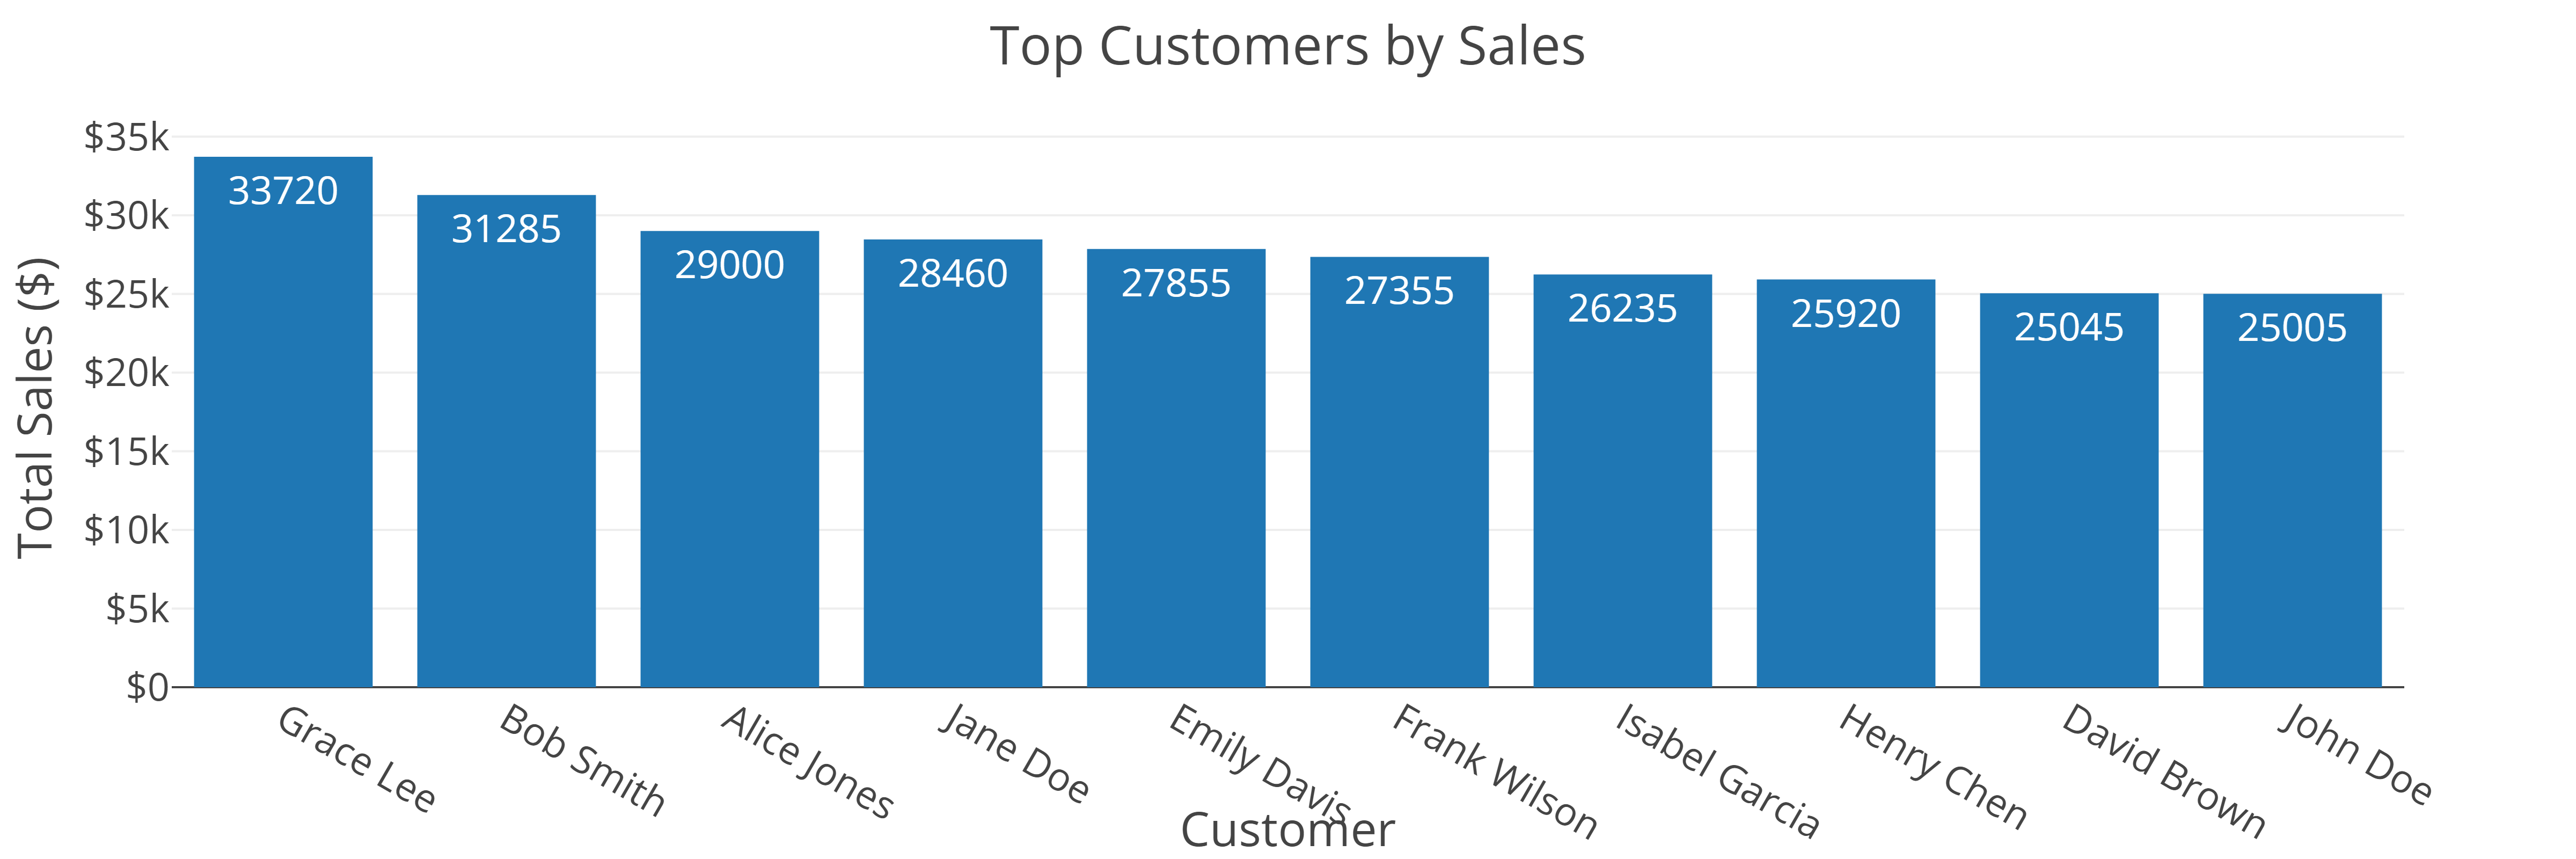 Top Customers by Sales
Total Sales ($)
$35k
$30k
$25k
$20k
$15k
$10k
$5k
$0
33720
31285
29000
28460
27855
27355
26235
25920
25045
25005
Grace Lee
Bob Smith
Alice Jones
Jane Doe
Emily Davis
Frank Wilson
Isabel Garcia
Henry Chen
David Brown
John Doe
Customer